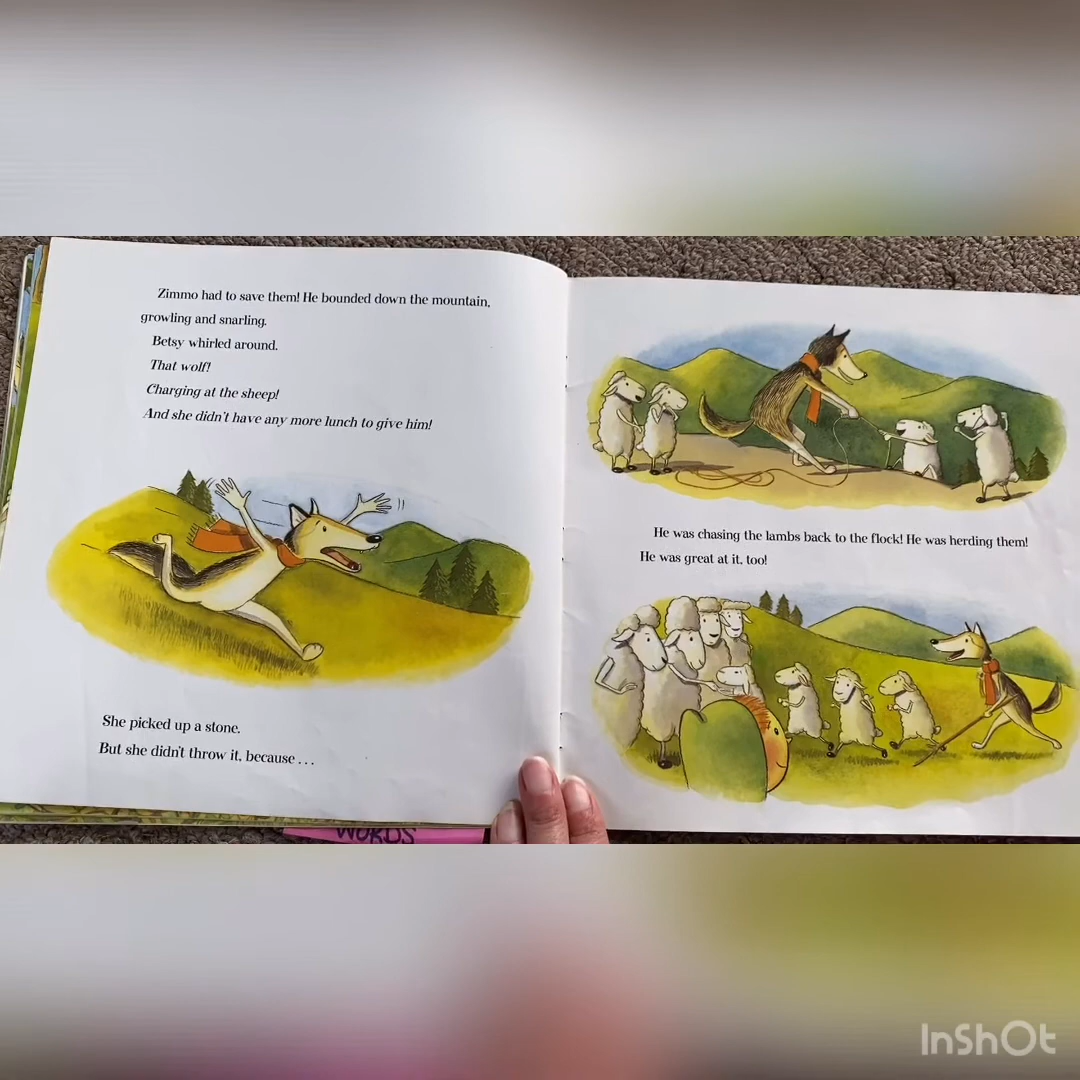 Zimmo had to save them! He bounded down the mountain,
growling and snarling.
Betsy whirled around.
That wolf!
Charging at the sheep!
And she didn't have any more lunch to give him!
She picked up a stone.
But she didn't throw it, because . . .
He was chasing the lambs back to the flock! He was herding them!
He was great at it, too!
WORDS
InShOt